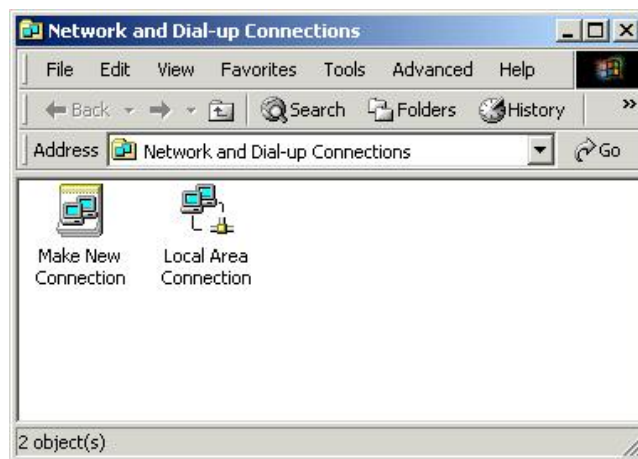 Network and Dial-up Connections
File Edit View Favorites Tools Advanced Help
Back Search Folders History »
Address Network and Dial-up Connections Go
Make New Connection
Local Area Connection
2 object(s)